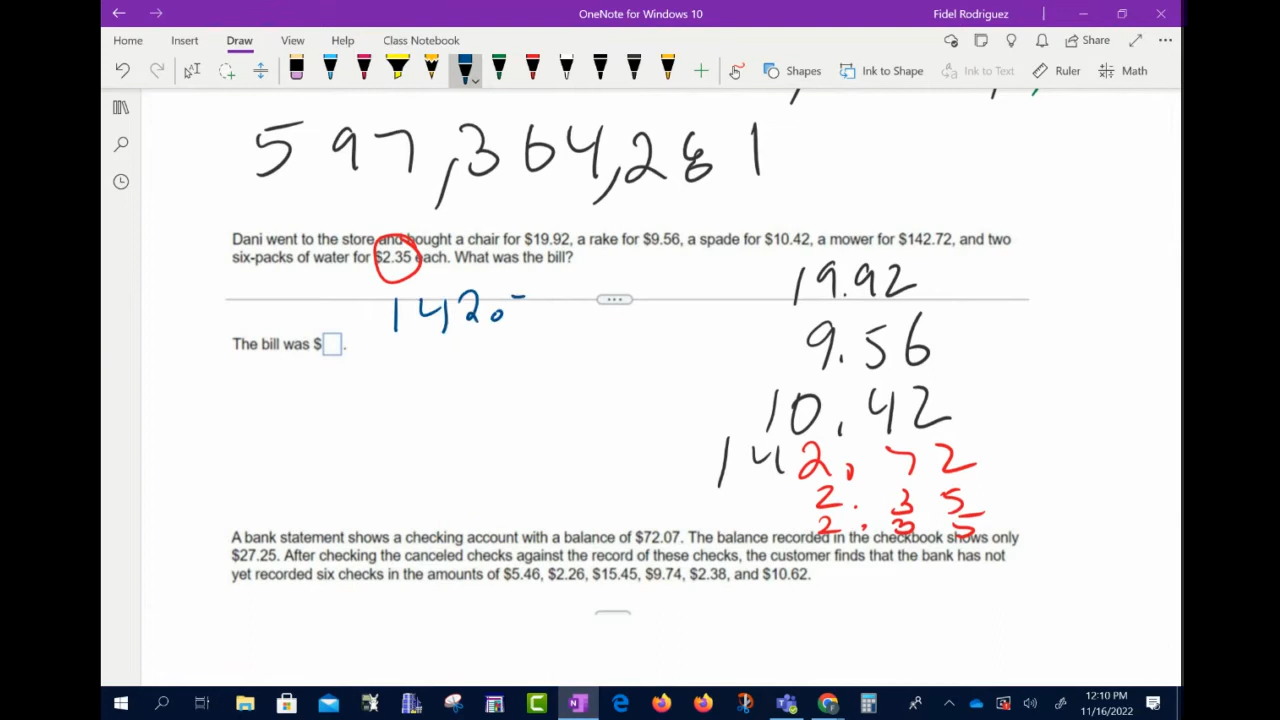 OneNote for Windows 10
Fidel Rodriguez
Home Insert Draw View Help Class Notebook
Share
Shapes Ink to Shape Ink to Text Ruler Math
597,364,281
Dani went to the store and bought a chair for $19.92, a rake for $9.56, a spade for $10.42, a mower for $142.72, and two
six-packs of water for $2.35 each. What was the bill?
19.92
142.
9.56
The bill was $ .
10.42
142.72
2.35
2.35
A bank statement shows a checking account with a balance of $72.07. The balance recorded in the checkbook shows only
$27.25. After checking the canceled checks against the record of these checks, the customer finds that the bank has not
yet recorded six checks in the amounts of $5.46, $2.26, $15.45, $9.74, $2.38, and $10.62.
12:10 PM
11/16/2022